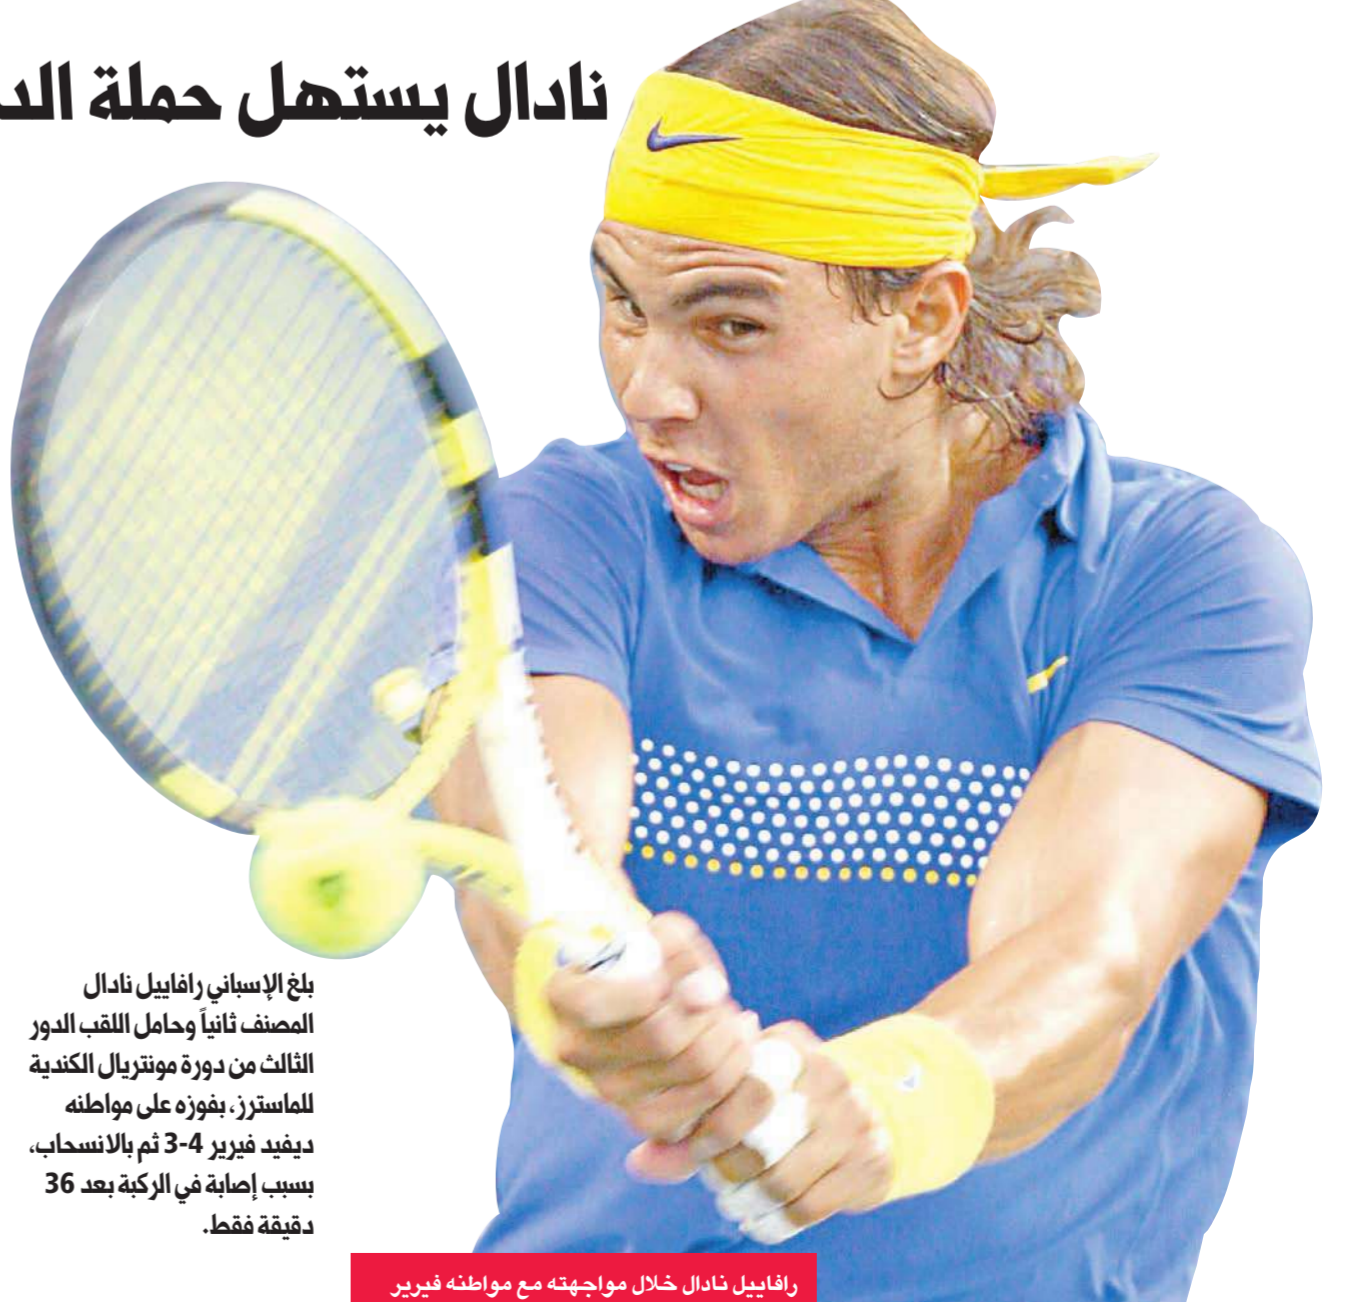 نادال يستهل حملة
بلغ الإسباني رافاييل نادال
المصنف ثانياً وحامل اللقب الدور
الثالث من دورة مونتريال الكندية
للماسترز، بفوزه على مواطنه
ديفيد فيرير 4-3 ثم بالانسحاب،
بسبب إصابة في الركبة بعد 36
دقيقة فقط.
رافاييل نادال خلال مواجهته مع مواطنه فيرير